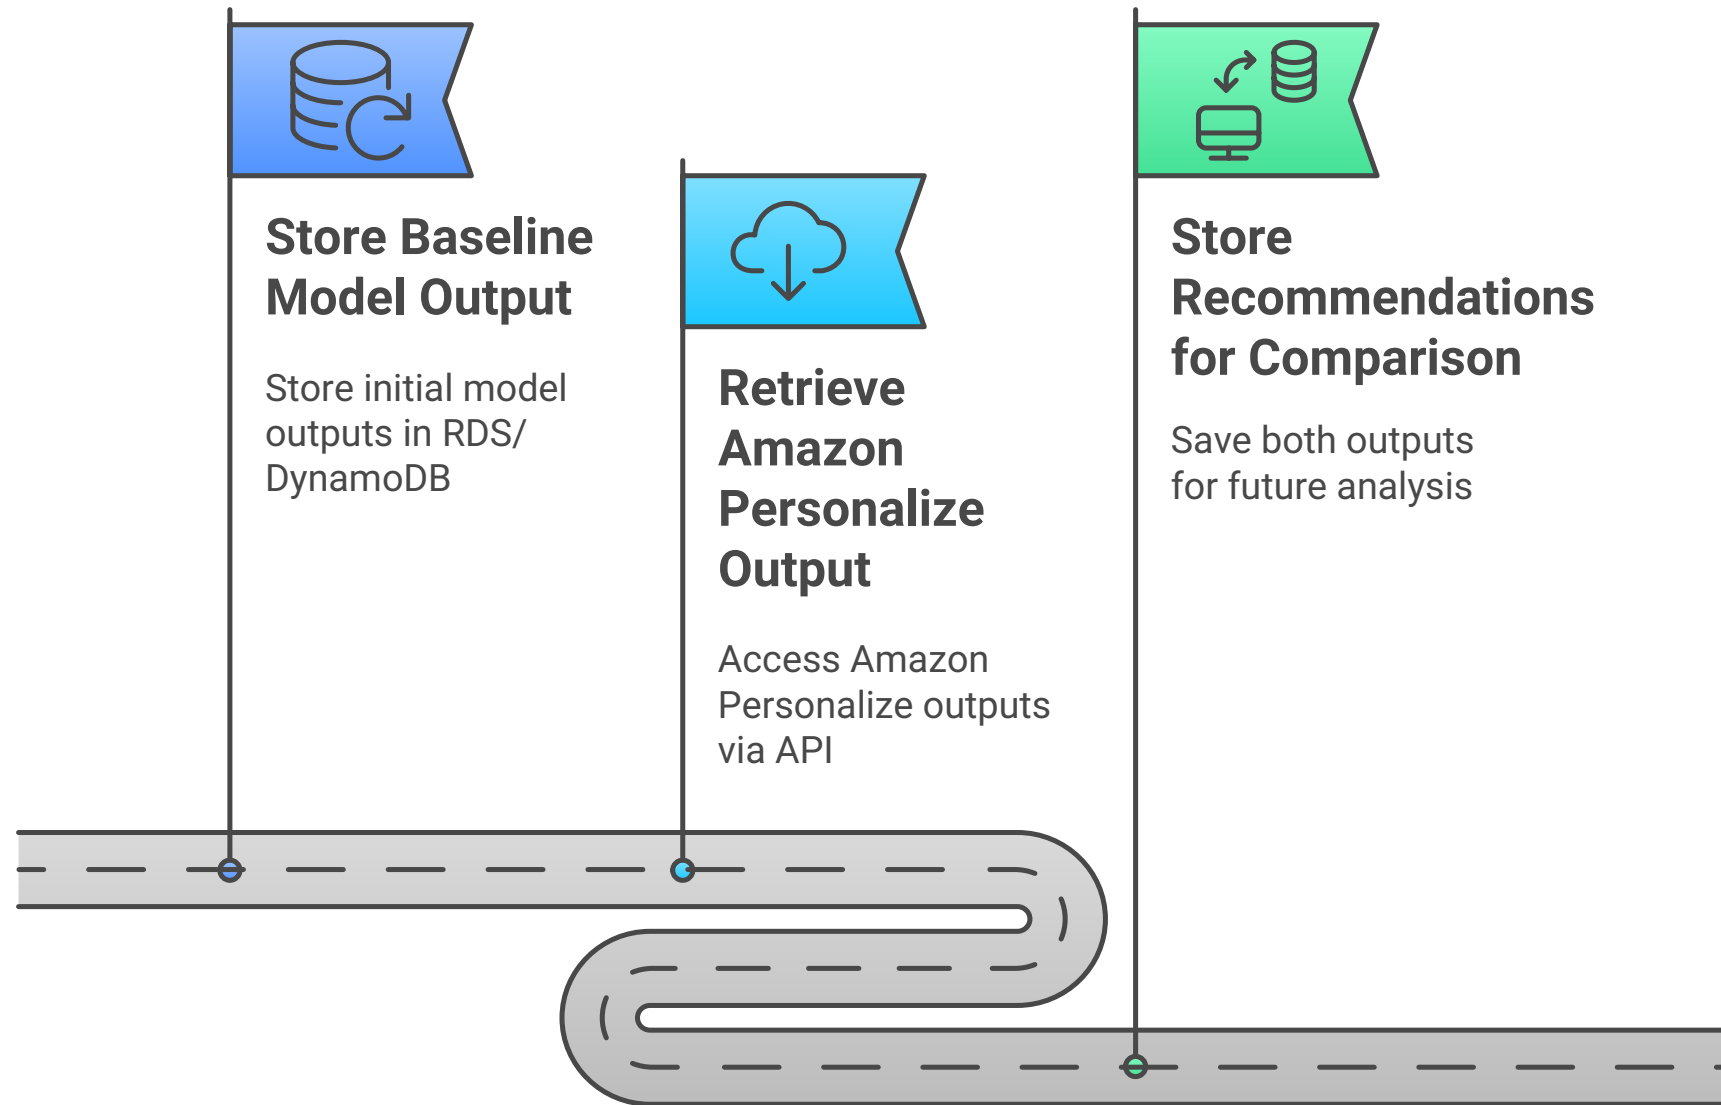 Store Baseline
Model Output
Store initial model
outputs in RDS/
DynamoDB
Retrieve
Amazon
Personalize
Output
Access Amazon
Personalize outputs
via API
Store
Recommendations
for Comparison
Save both outputs
for future analysis